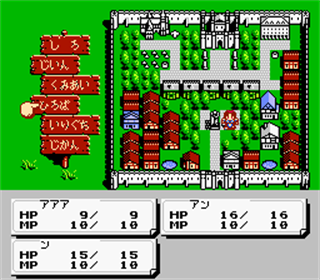 しろ
じいん
くみあい
ひろば
いりぐち
じかん
アアア
HP 9/ 9
MP 10/ 10
アン
HP 16/ 16
MP 10/ 10
ン
HP 15/ 15
MP 10/ 10